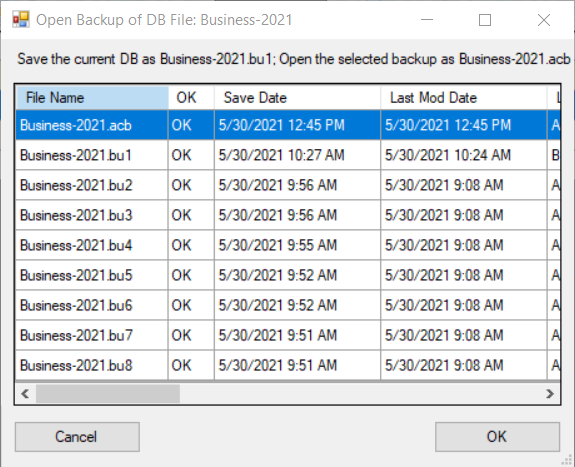 Open Backup of DB File: Business-2021
Save the current DB as Business-2021.bu1; Open the selected backup as Business-2021.acb
File Name OK Save Date Last Mod Date L
Business-2021.acb OK 5/30/2021 12:45 PM 5/30/2021 12:45 PM A
Business-2021.bu1 OK 5/30/2021 10:27 AM 5/30/2021 10:24 AM B
Business-2021.bu2 OK 5/30/2021 9:56 AM 5/30/2021 9:08 AM A
Business-2021.bu3 OK 5/30/2021 9:56 AM 5/30/2021 9:08 AM A
Business-2021.bu4 OK 5/30/2021 9:55 AM 5/30/2021 9:08 AM A
Business-2021.bu5 OK 5/30/2021 9:52 AM 5/30/2021 9:08 AM A
Business-2021.bu6 OK 5/30/2021 9:52 AM 5/30/2021 9:08 AM A
Business-2021.bu7 OK 5/30/2021 9:51 AM 5/30/2021 9:08 AM A
Business-2021.bu8 OK 5/30/2021 9:51 AM 5/30/2021 9:08 AM A
Cancel OK